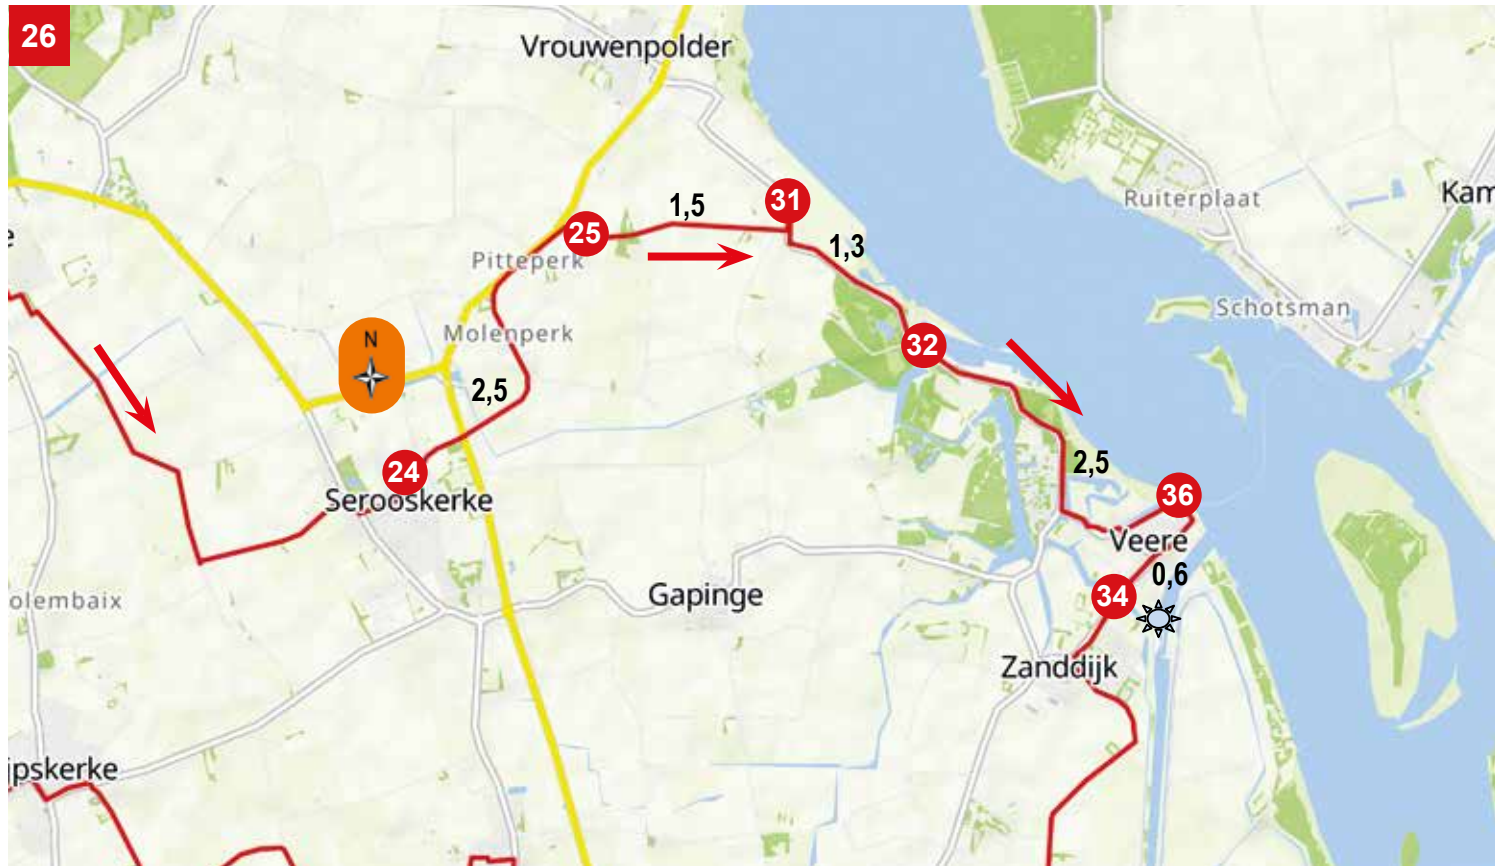 26
Vrouwenpolder
31
1,5
Ruiterplaat
Kam
25
e
1,3
Pitteperk
Schotsman
N
Molenperk
32
2,5
24
2,5
Serooskerke
36
Veere
0,6
olembaix
Gapinge
34
Zanddijk
ijpskerke